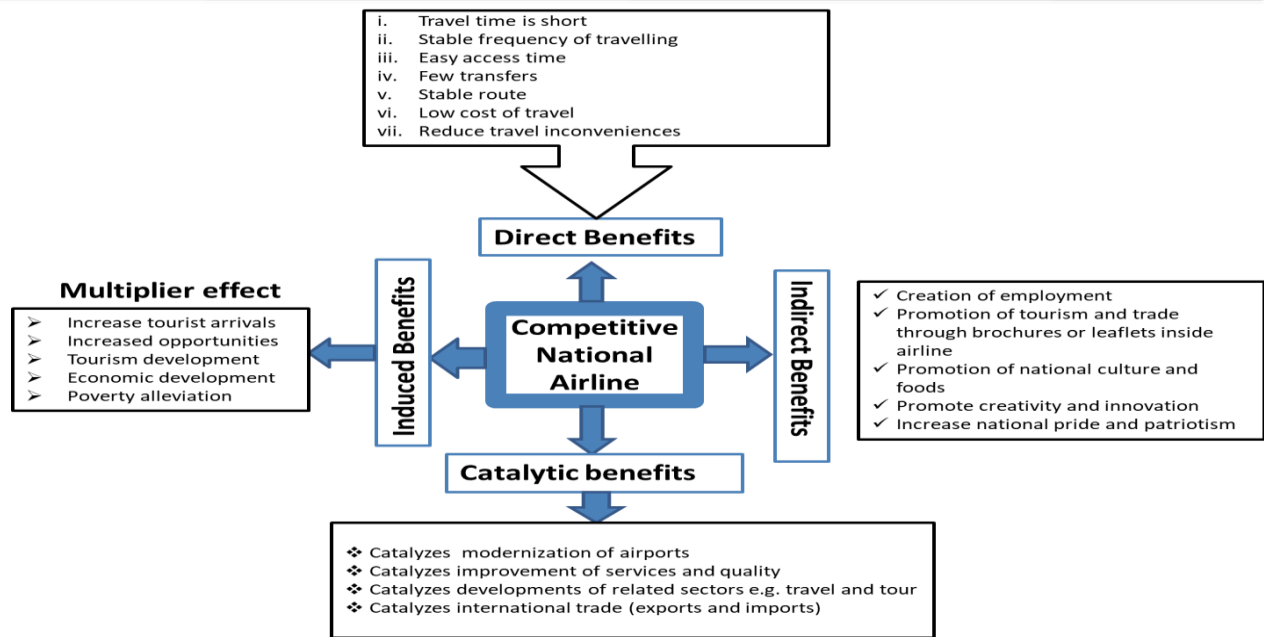 i. Travel time is short
ii. Stable frequency of travelling
iii. Easy access time
iv. Few transfers
v. Stable route
vi. Low cost of travel
vii. Reduce travel inconveniences
Direct Benefits
Multiplier effect
➢ Increase tourist arrivals
➢ Increased opportunities
➢ Tourism development
➢ Economic development
➢ Poverty alleviation
Induced Benefits
Competitive
National
Airline
Indirect Benefits
✓ Creation of employment
✓ Promotion of tourism and trade
through brochures or leaflets inside
airline
✓ Promotion of national culture and
foods
✓ Promote creativity and innovation
✓ Increase national pride and patriotism
Catalytic benefits
❖ Catalyzes modernization of airports
❖ Catalyzes improvement of services and quality
❖ Catalyzes developments of related sectors e.g. travel and tour
❖ Catalyzes international trade (exports and imports)